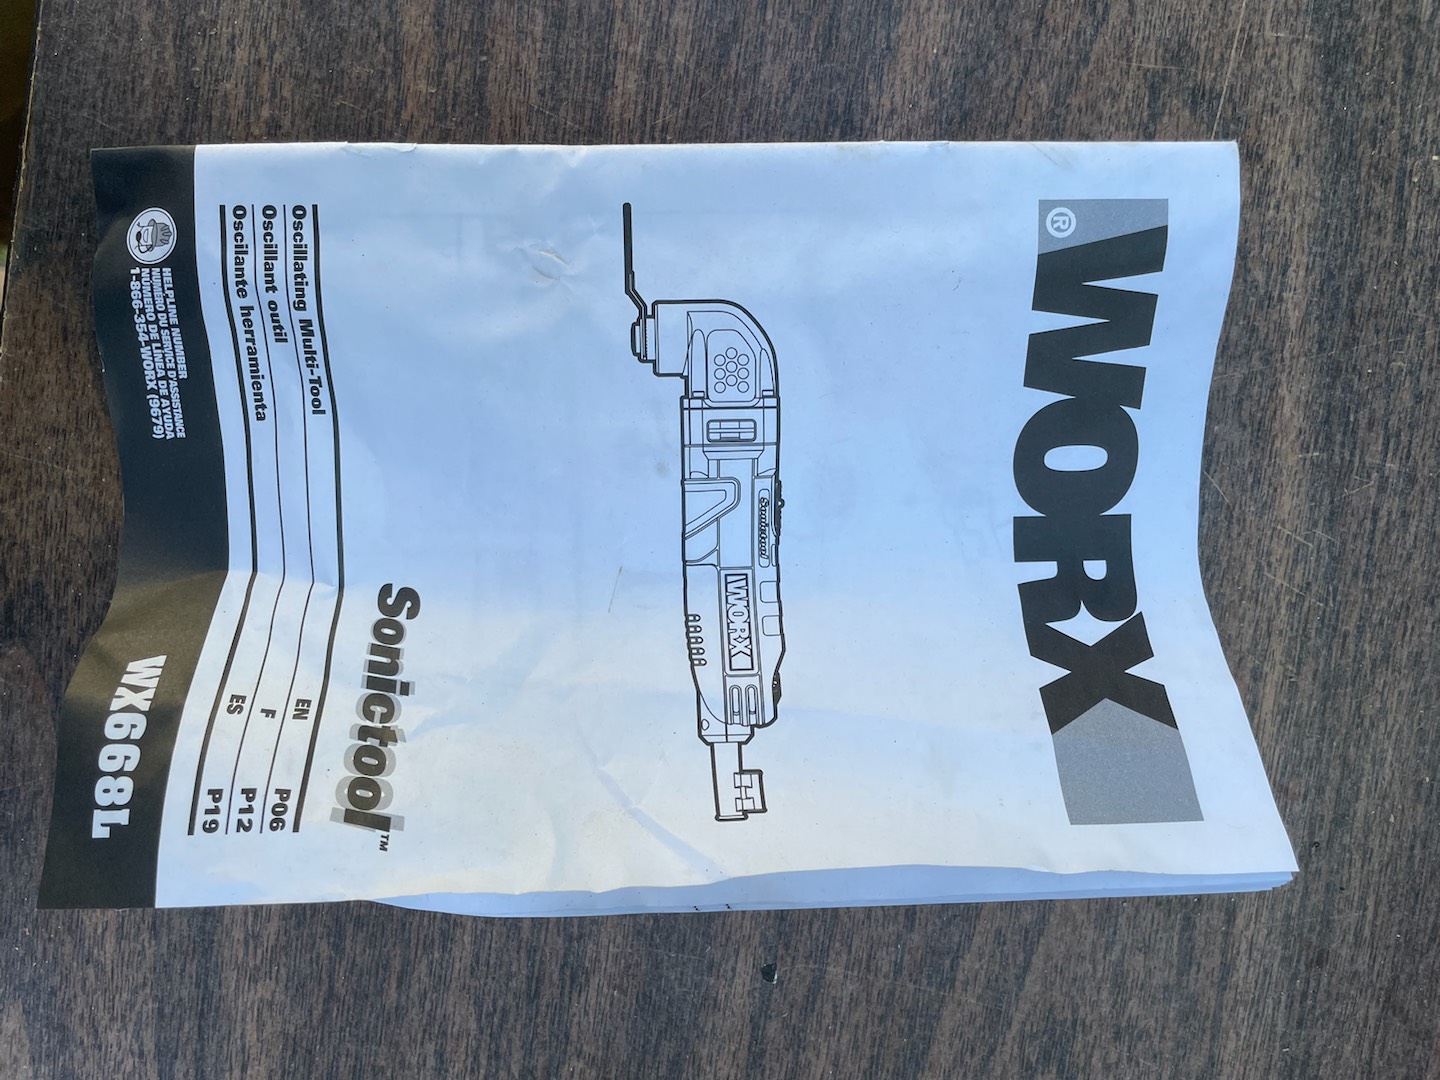 WORX®
Sonictool
WORX
Sonictool™
Oscillating Multi-Tool EN P06
Oscillant outil F P12
Oscilante herramienta ES P19
HELPLINE NUMBER
NUMÉRO DU SERVICE D'ASSISTANCE
NÚMERO DE LÍNEA DE AYUDA
1-866-354-WORX (9679)
WX668L